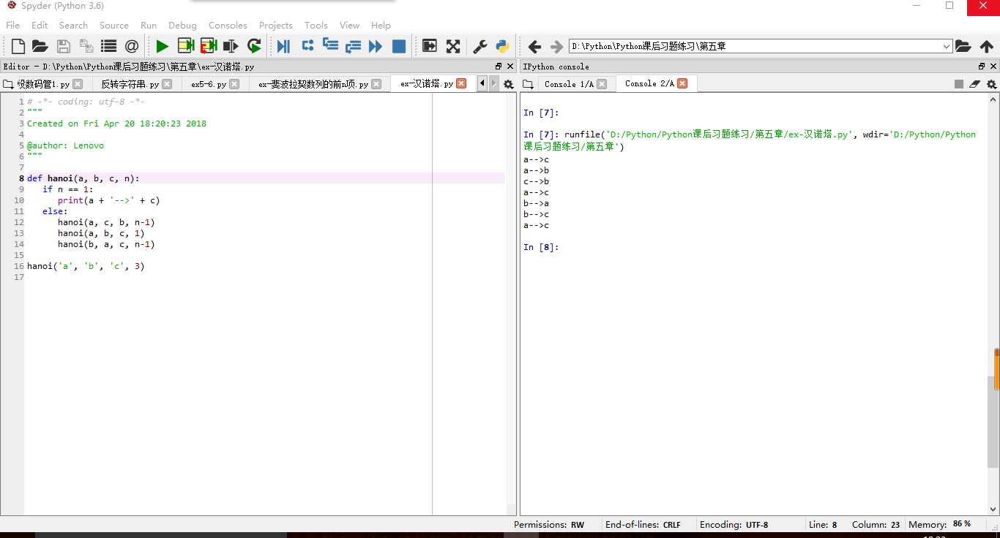 Spyder (Python 3.6)
File Edit Search Source Run Debug Consoles Projects Tools View Help
D:\Python\Python课后习题练习\第五章
Editor - D:\Python\Python课后习题练习\第五章\ex-汉诺塔.py
IPython console
段数码管1.py 反转字符串.py ex5-6.py ex-斐波拉契数列的前n项.py ex-汉诺塔.py
Console 1/A Console 2/A
1 # -*- coding: utf-8 -*-
2 """
3 Created on Fri Apr 20 18:20:23 2018
4
5 @author: Lenovo
6 """
7
8 def hanoi(a, b, c, n):
9 if n == 1:
10 print(a + '-->' + c)
11 else:
12 hanoi(a, c, b, n-1)
13 hanoi(a, b, c, 1)
14 hanoi(b, a, c, n-1)
15
16 hanoi('a', 'b', 'c', 3)
17
In [7]:
In [7]: runfile('D:/Python/Python课后习题练习/第五章/ex-汉诺塔.py', wdir='D:/Python/Python
课后习题练习/第五章')
a-->c
a-->b
c-->b
a-->c
b-->a
b-->c
a-->c
In [8]:
Permissions: RW End-of-lines: CRLF Encoding: UTF-8 Line: 8 Column: 23 Memory: 86 %